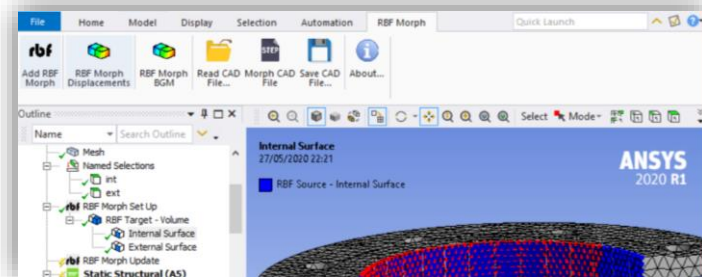 File Home Model Display Selection Automation RBF Morph Quick Launch
rbf STEP i
Add RBF Morph RBF Morph Displacements RBF Morph BGM Read CAD File... Morph CAD File Save CAD File... About...
Outline Select Mode
Name Search Outline
Mesh
Named Selections
int
ext
rbf RBF Morph Set Up
RBF Target - Volume
Internal Surface
External Surface
rbf RBF Morph Update
Static Structural (A5)
Internal Surface
27/05/2020 22:21
RBF Source - Internal Surface
ANSYS
2020 R1